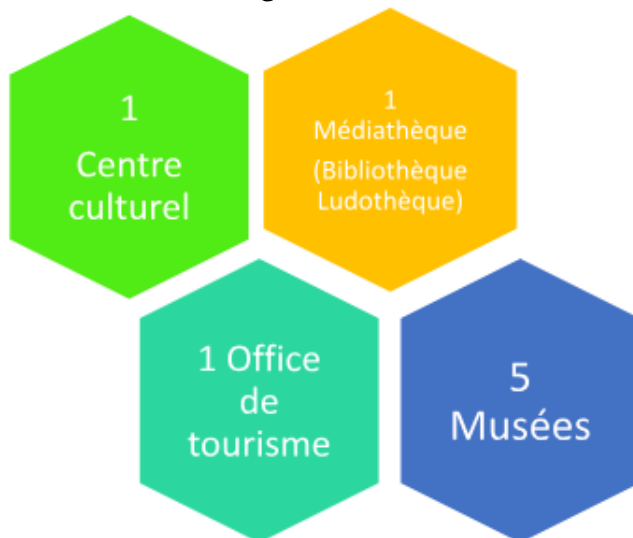 1
Centre
culturel
1
Médiathèque
(Bibliothèque
Ludothèque)
1 Office
de
tourisme
5
Musées